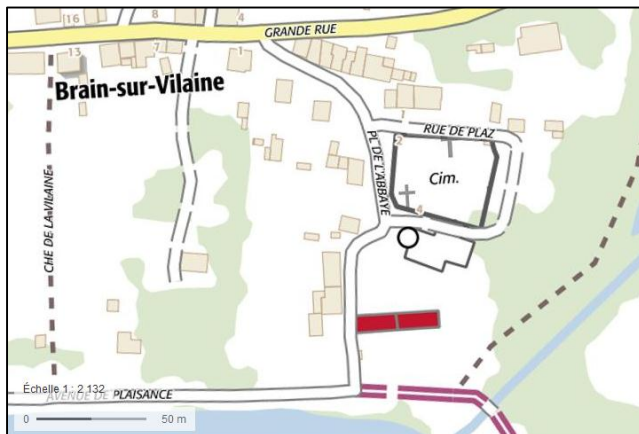 [16
8
4
GRANDE RUE
13
7
1
Brain-sur-Vilaine
1
RUE DE PLAZ
2
PL DE L'ABBAYE
Cim.
4
CHE DE LA VILAINE
Échelle 1 : 2 132
AVENUE DE PLAISANCE
0
50 m